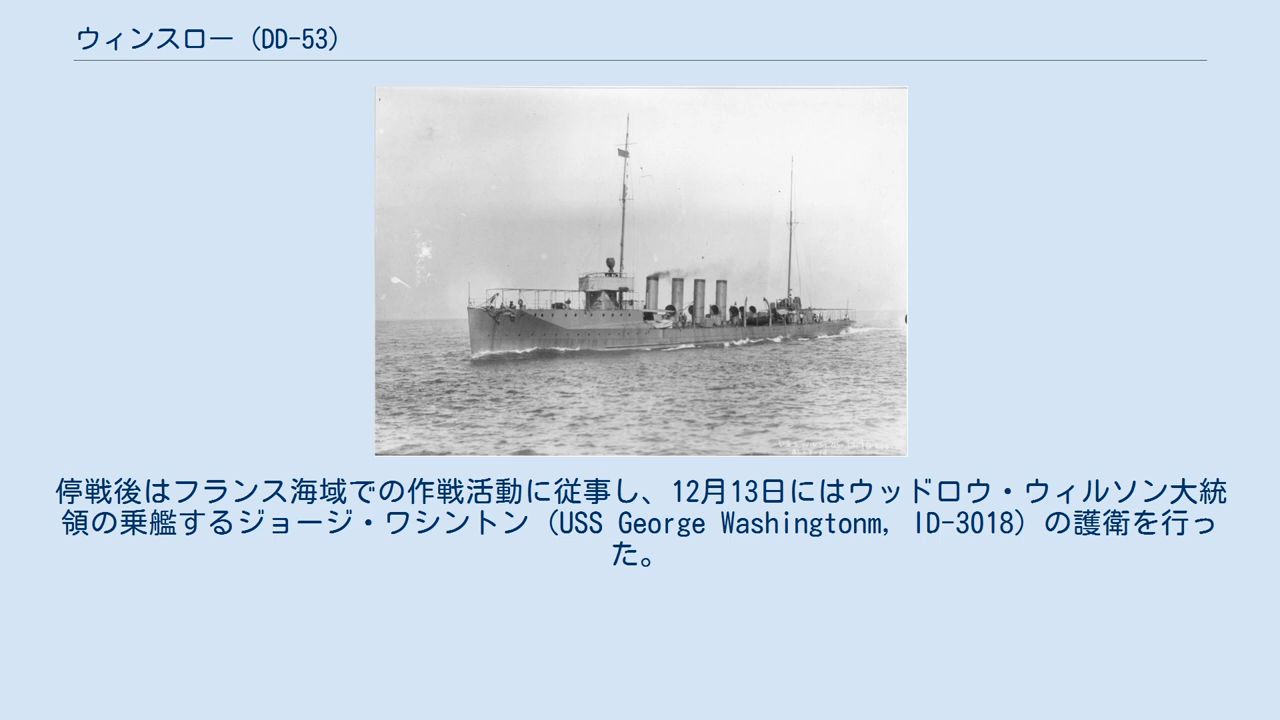 ウィンスロー（DD-53）
停戦後はフランス海域での作戦活動に従事し、12月13日にはウッドロウ・ウィルソン大統
領の乗艦するジョージ・ワシントン（USS George Washingtonm, ID-3018）の護衛を行っ
た。